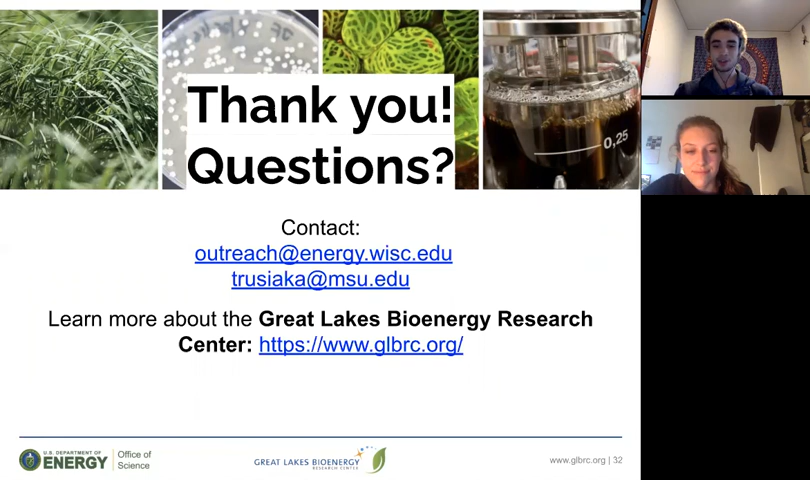 Thank you!
Questions?
0,25
Contact:
outreach@energy.wisc.edu
trusiaka@msu.edu
Learn more about the Great Lakes Bioenergy Research
Center: https://www.glbrc.org/
U.S. DEPARTMENT OF
ENERGY
Office of
Science
GREAT LAKES BIOENERGY
RESEARCH CENTER
www.glbrc.org | 32